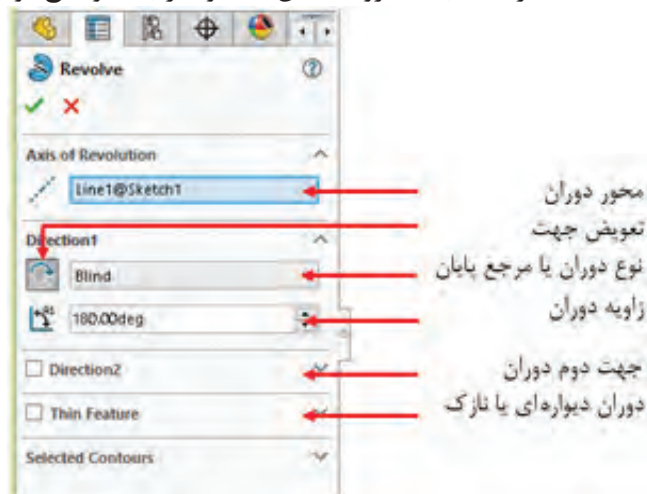 Revolve
Axis of Revolution
Line1@Sketch1
محور دوران
Direction1
تعویض جهت
Blind
نوع دوران یا مرجع پایان
180.00deg
زاویه دوران
Direction2
جهت دوم دوران
Thin Feature
دوران دیواره‌ای یا نازک
Selected Contours